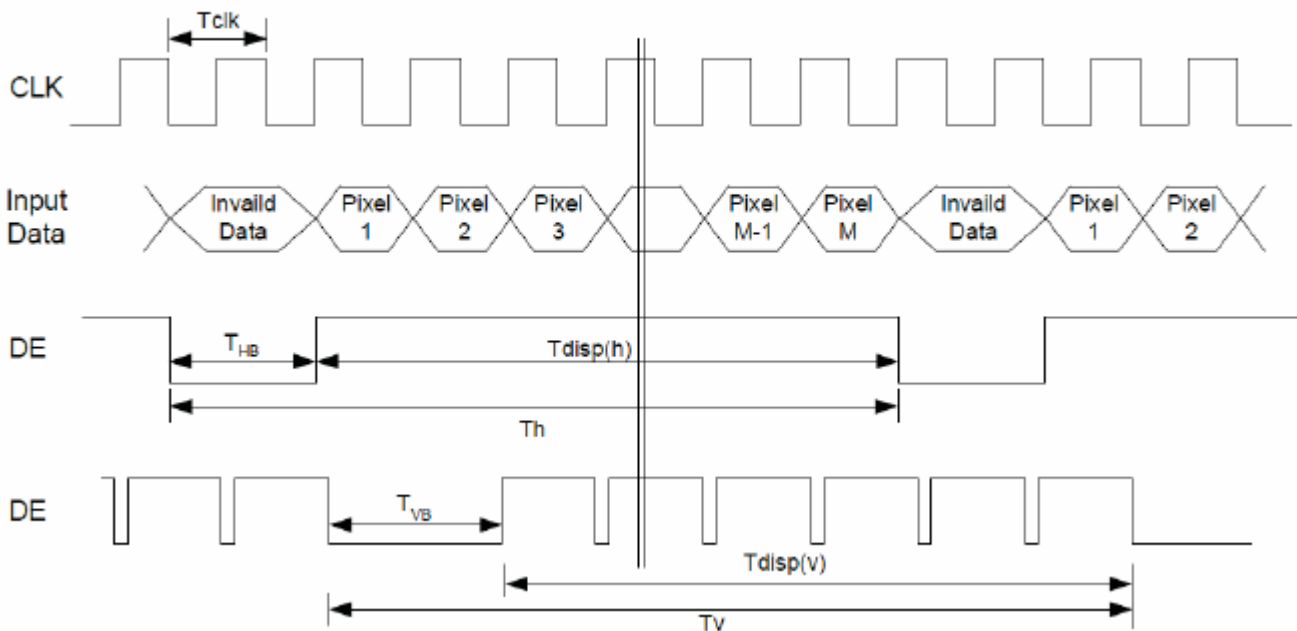 Tclk
CLK
Input
Data
Invaild
Data
Pixel
1
Pixel
2
Pixel
3
Pixel
M-1
Pixel
M
Invaild
Data
Pixel
1
Pixel
2
DE
THB
Tdisp(h)
Th
DE
TVB
Tdisp(v)
Tv